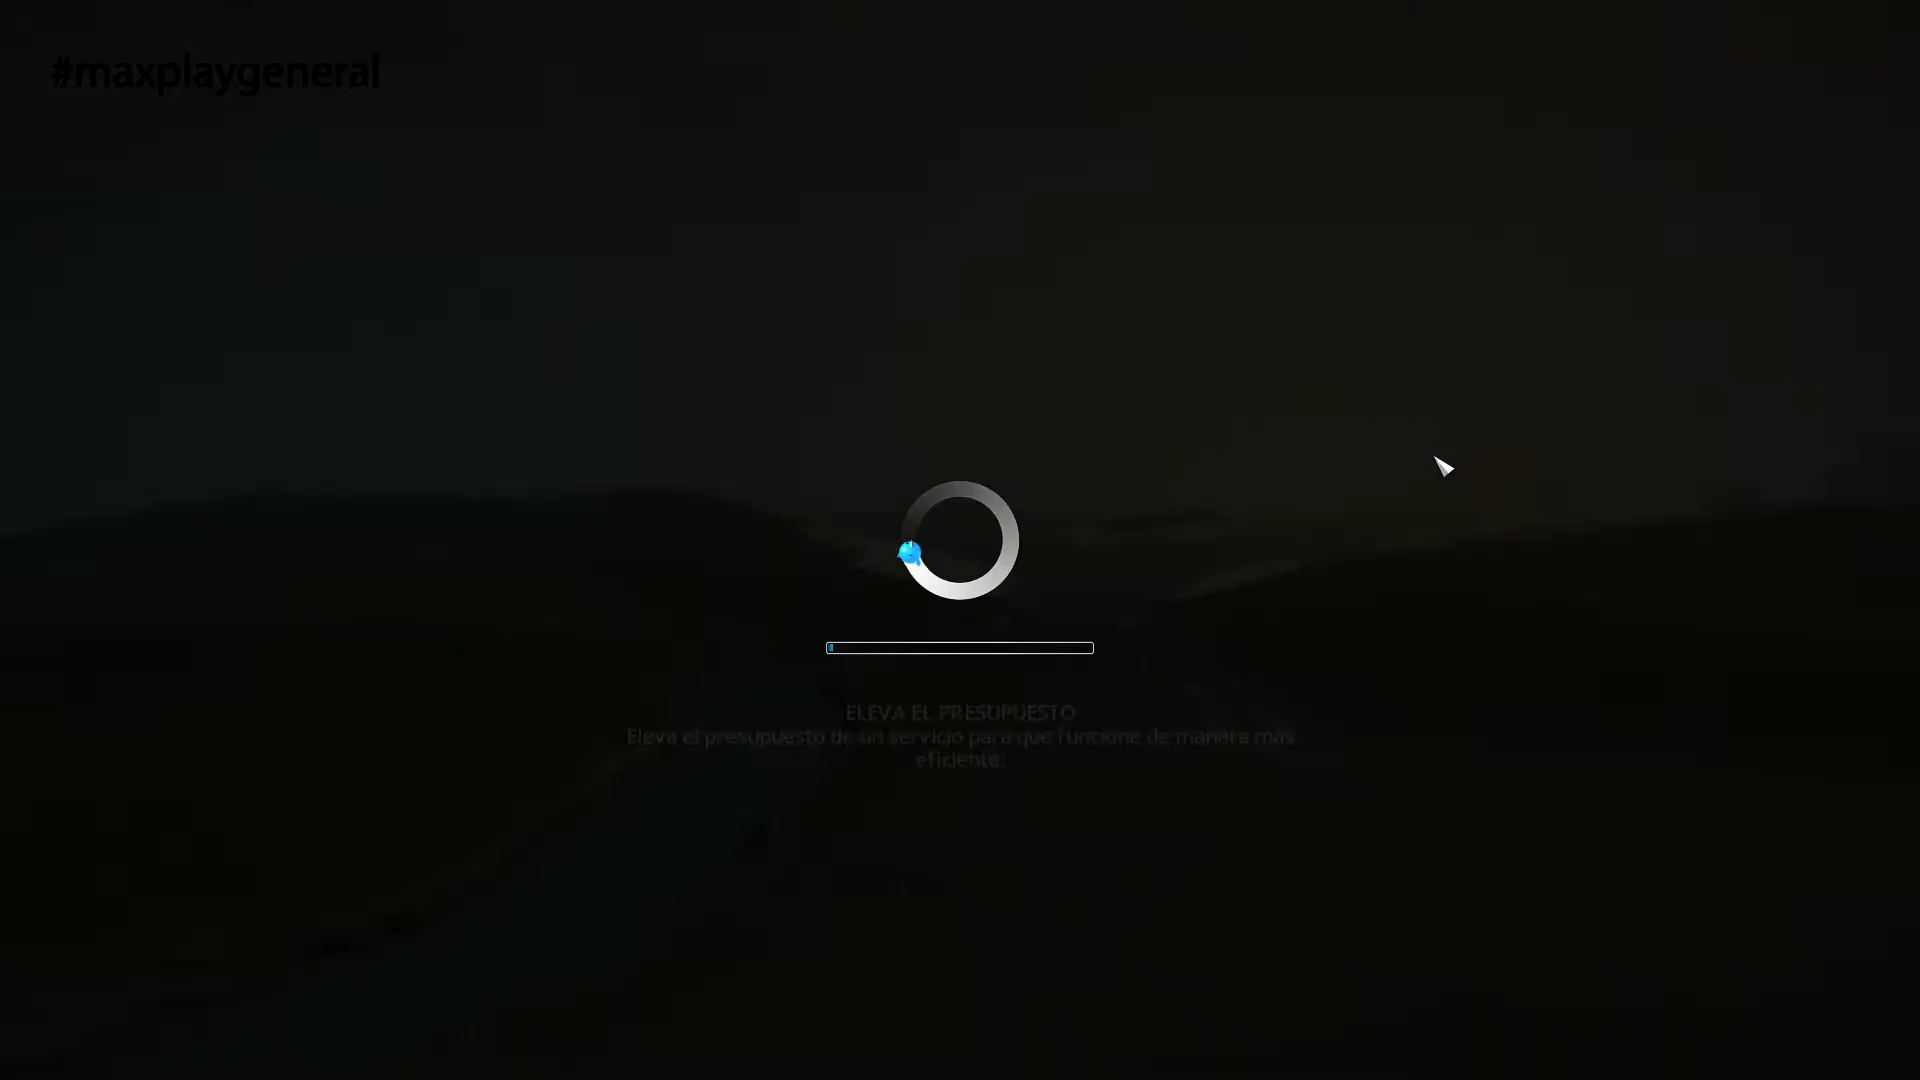 #maxplaygeneral
ELEVA EL PRESUPUESTO
Eleva el presupuesto de un servicio para que funcione de manera más
eficiente.